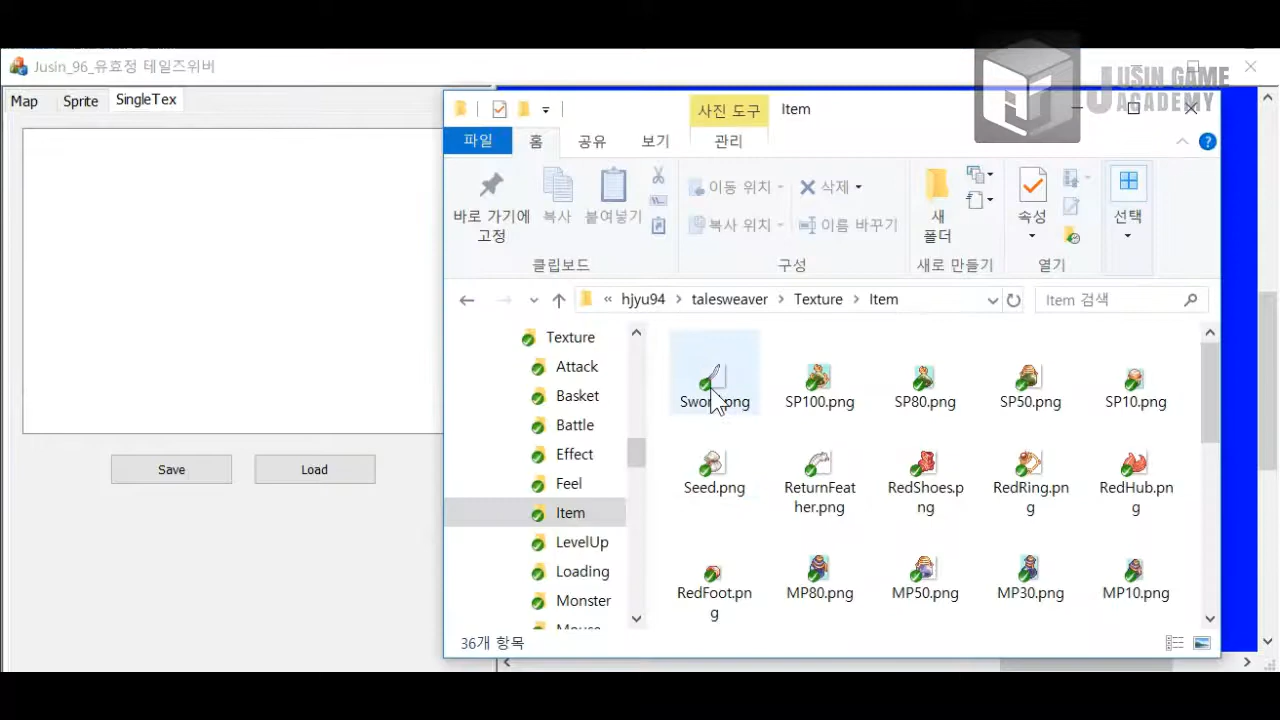 JUSIN GAME
ACADEMY
Jusin_96_유효정 테일즈위버
Map
Sprite
SingleTex
Save
Load
사진 도구
Item
파일
홈
공유
보기
관리
바로 가기에
고정
복사
붙여넣기
클립보드
이동 위치
복사 위치
삭제
이름 바꾸기
구성
새
폴더
새로 만들기
속성
열기
선택
« hjyu94 > talesweaver > Texture > Item
Item 검색
Texture
Attack
Basket
Battle
Effect
Feel
Item
LevelUp
Loading
Monster
Mouse
Sword.png
SP100.png
SP80.png
SP50.png
SP10.png
Seed.png
ReturnFeat
her.png
RedShoes.p
ng
RedRing.pn
g
RedHub.pn
g
RedFoot.pn
g
MP80.png
MP50.png
MP30.png
MP10.png
36개 항목